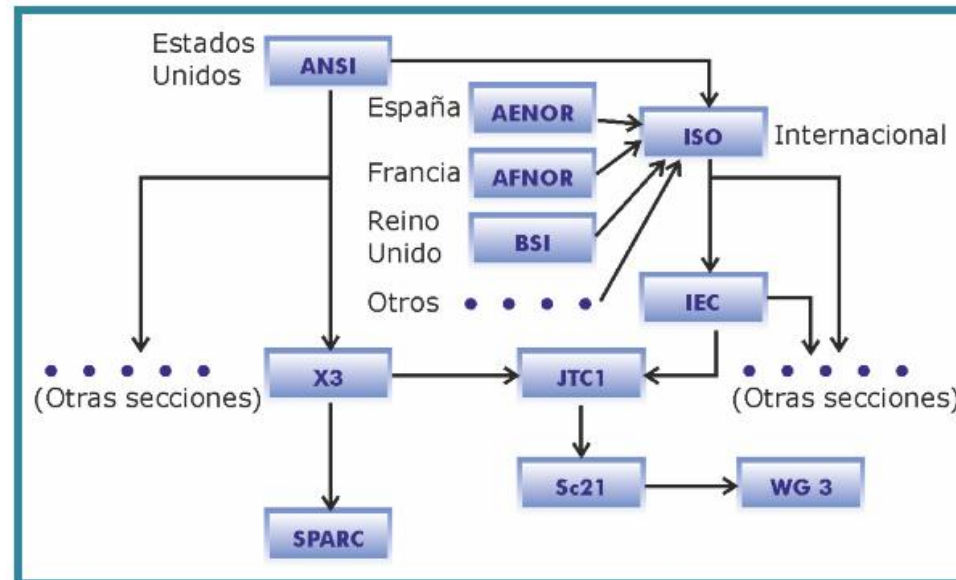 Estados
Unidos
ANSI
España
AENOR
ISO
Internacional
Francia
AFNOR
Reino
Unido
BSI
Otros
IEC
(Otras secciones)
X3
JTC1
(Otras secciones)
Sc21
WG 3
SPARC